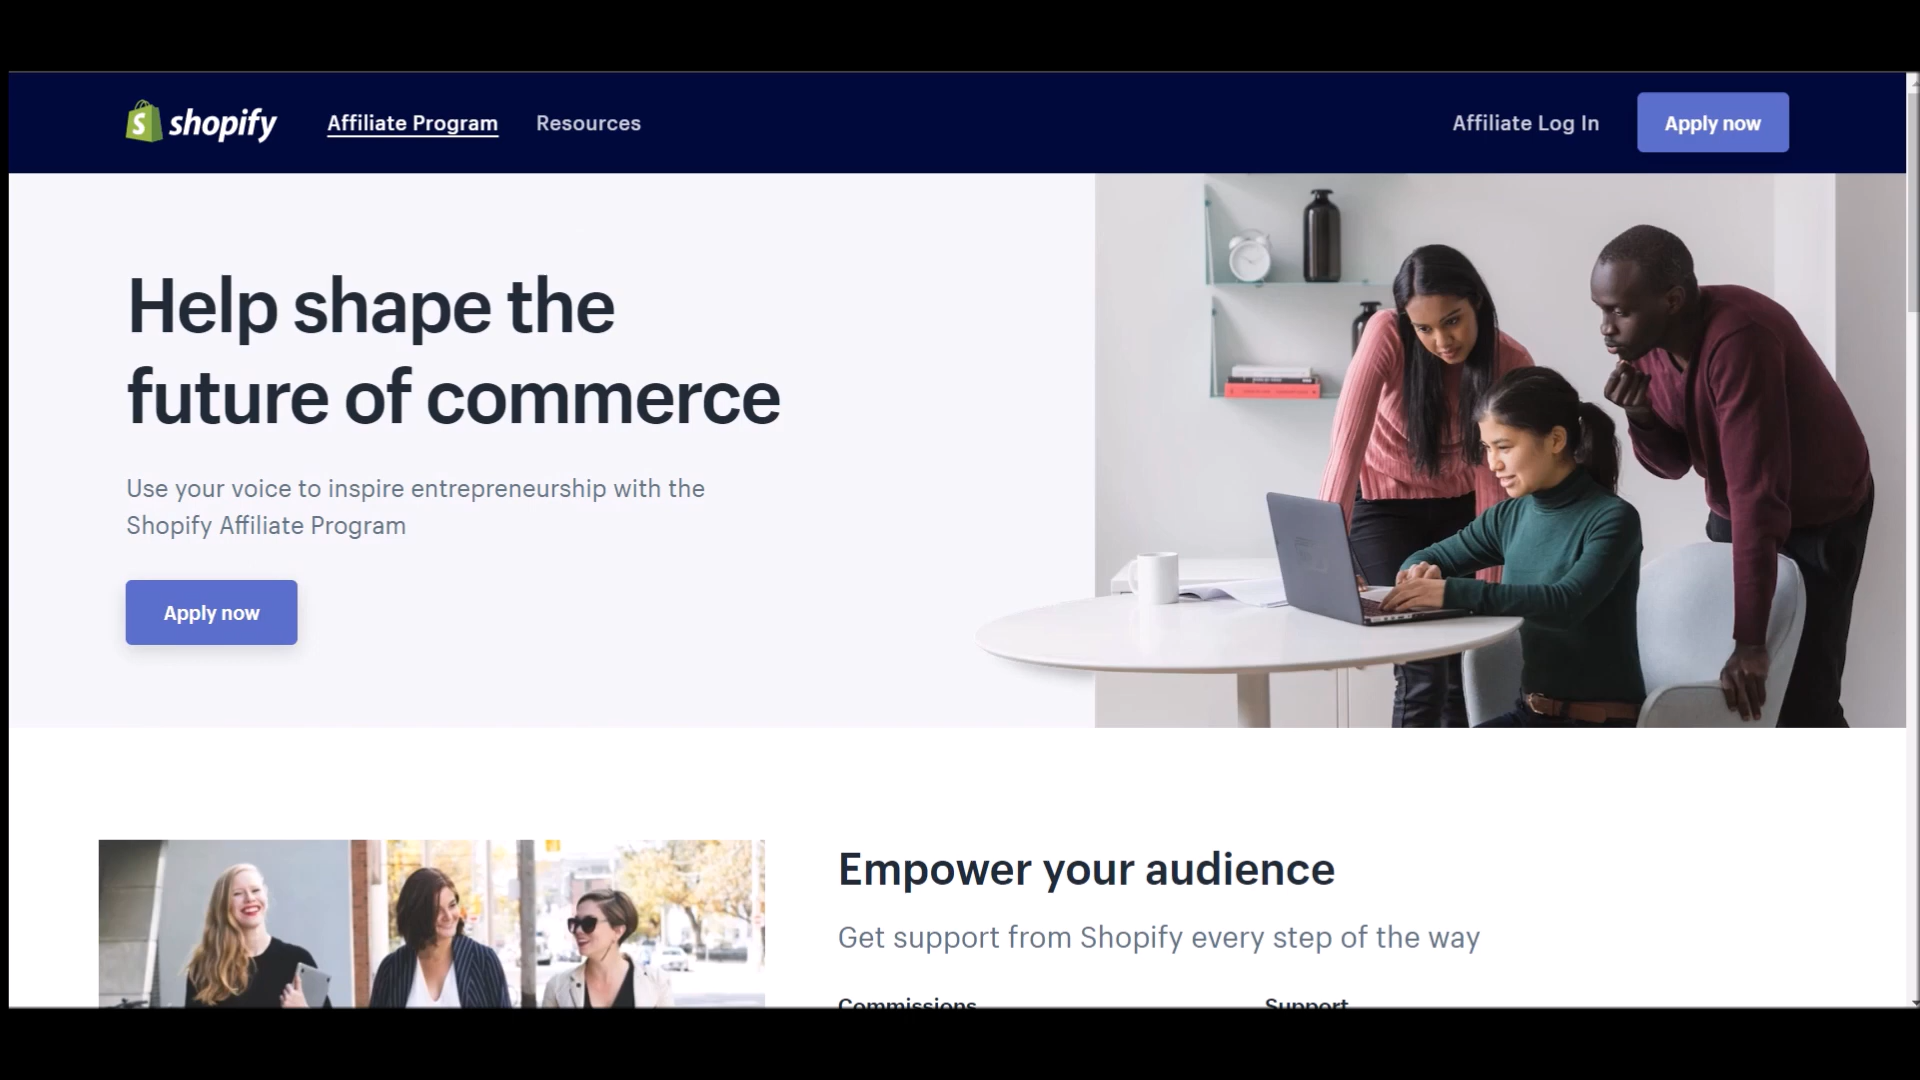 shopify
Affiliate Program
Resources
Affiliate Log In
Apply now
Help shape the
future of commerce
Use your voice to inspire entrepreneurship with the
Shopify Affiliate Program
Apply now
Empower your audience
Get support from Shopify every step of the way
Commissions
Support